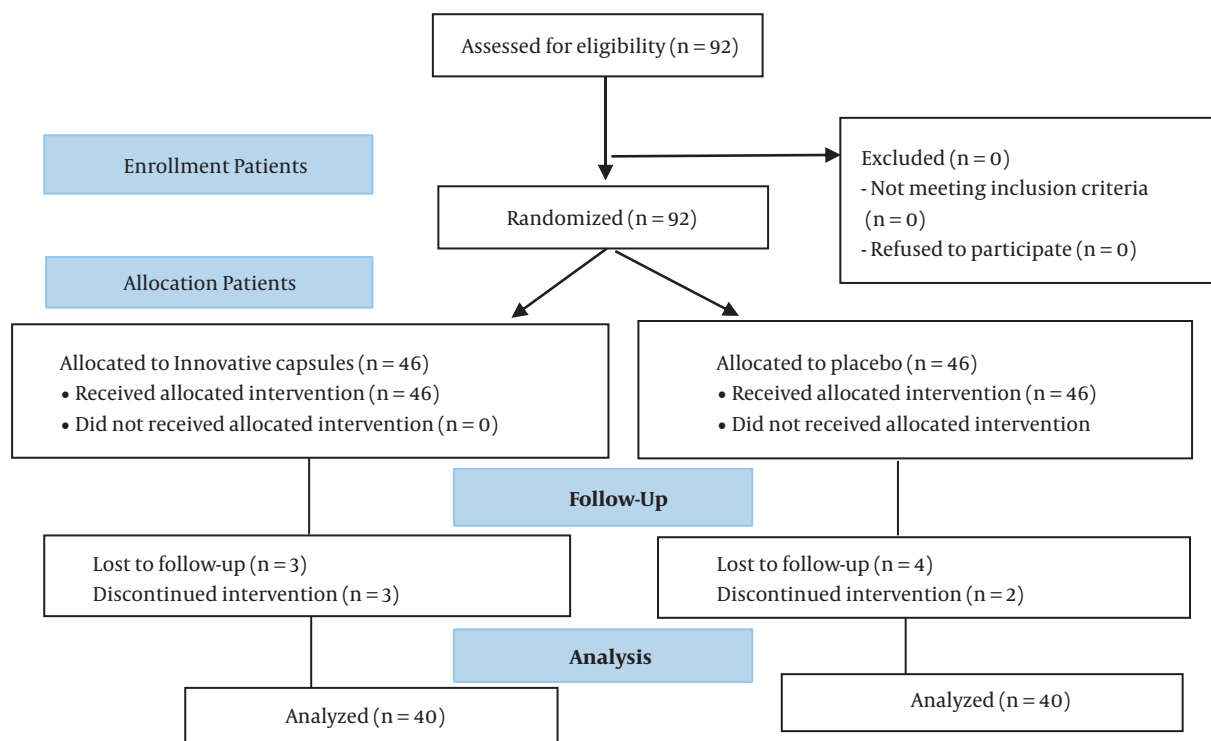 Assessed for eligibility (n = 92)
Enrollment Patients
Excluded (n = 0)
- Not meeting inclusion criteria
(n = 0)
- Refused to participate (n = 0)
Randomized (n = 92)
Allocation Patients
Allocated to Innovative capsules (n = 46)
• Received allocated intervention (n = 46)
• Did not received allocated intervention (n = 0)
Allocated to placebo (n = 46)
• Received allocated intervention (n = 46)
• Did not received allocated intervention
Follow-Up
Lost to follow-up (n = 3)
Discontinued intervention (n = 3)
Lost to follow-up (n = 4)
Discontinued intervention (n = 2)
Analysis
Analyzed (n = 40)
Analyzed (n = 40)